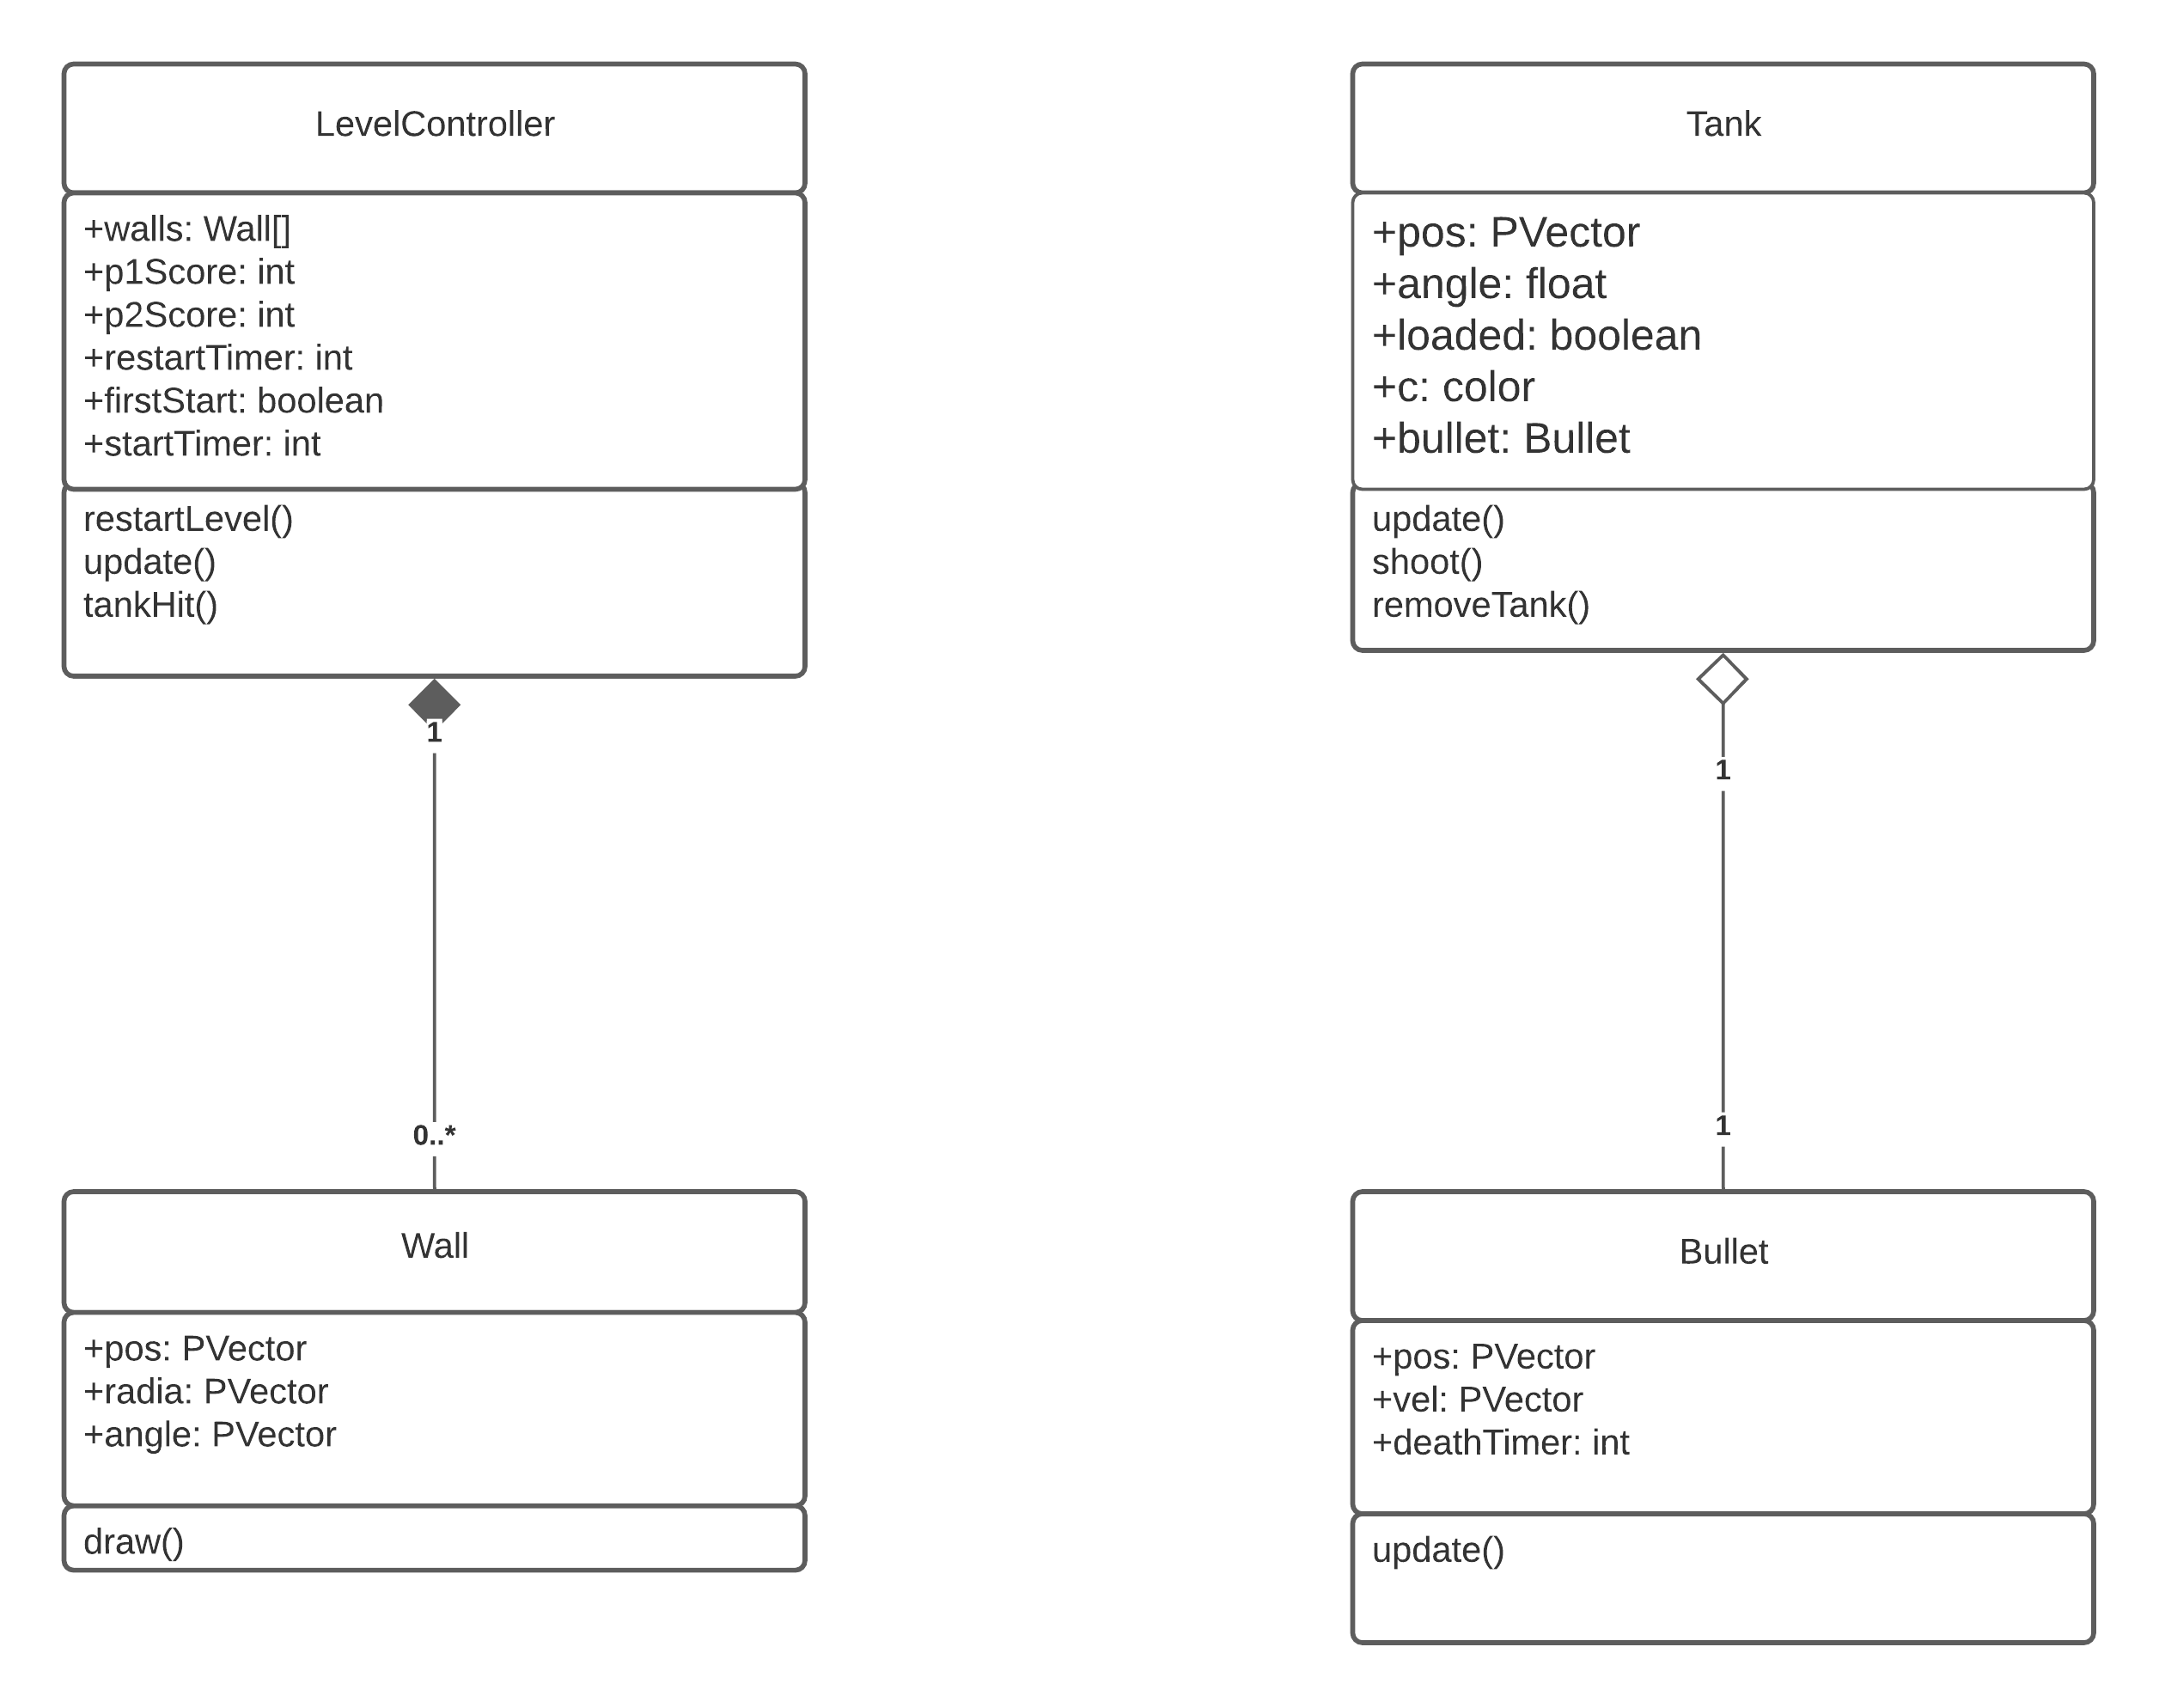 LevelController
+walls: Wall[]
+p1Score: int
+p2Score: int
+restartTimer: int
+firstStart: boolean
+startTimer: int
restartLevel()
update()
tankHit()
1
0..*
Wall
+pos: PVector
+radia: PVector
+angle: PVector
draw()
Tank
+pos: PVector
+angle: float
+loaded: boolean
+c: color
+bullet: Bullet
update()
shoot()
removeTank()
1
1
Bullet
+pos: PVector
+vel: PVector
+deathTimer: int
update()